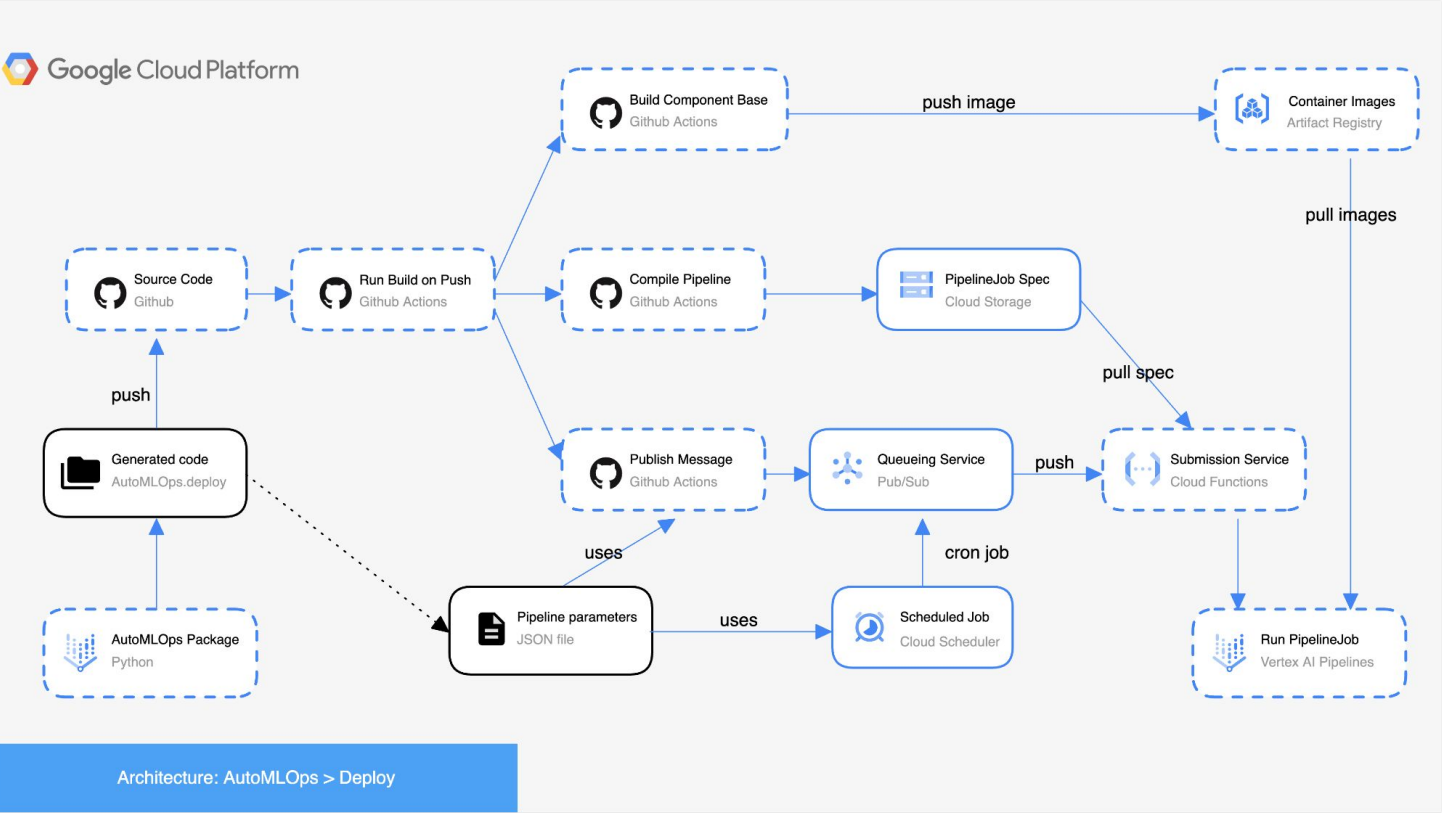 Google Cloud Platform
Build Component Base
Github Actions
push image
Container Images
Artifact Registry
pull images
Source Code
Github
Run Build on Push
Github Actions
Compile Pipeline
Github Actions
PipelineJob Spec
Cloud Storage
pull spec
push
Generated code
AutoMLOps.deploy
Publish Message
Github Actions
Queueing Service
Pub/Sub
push
Submission Service
Cloud Functions
uses
cron job
AutoMLOps Package
Python
Pipeline parameters
JSON file
uses
Scheduled Job
Cloud Scheduler
Run PipelineJob
Vertex AI Pipelines
Architecture: AutoMLOps > Deploy